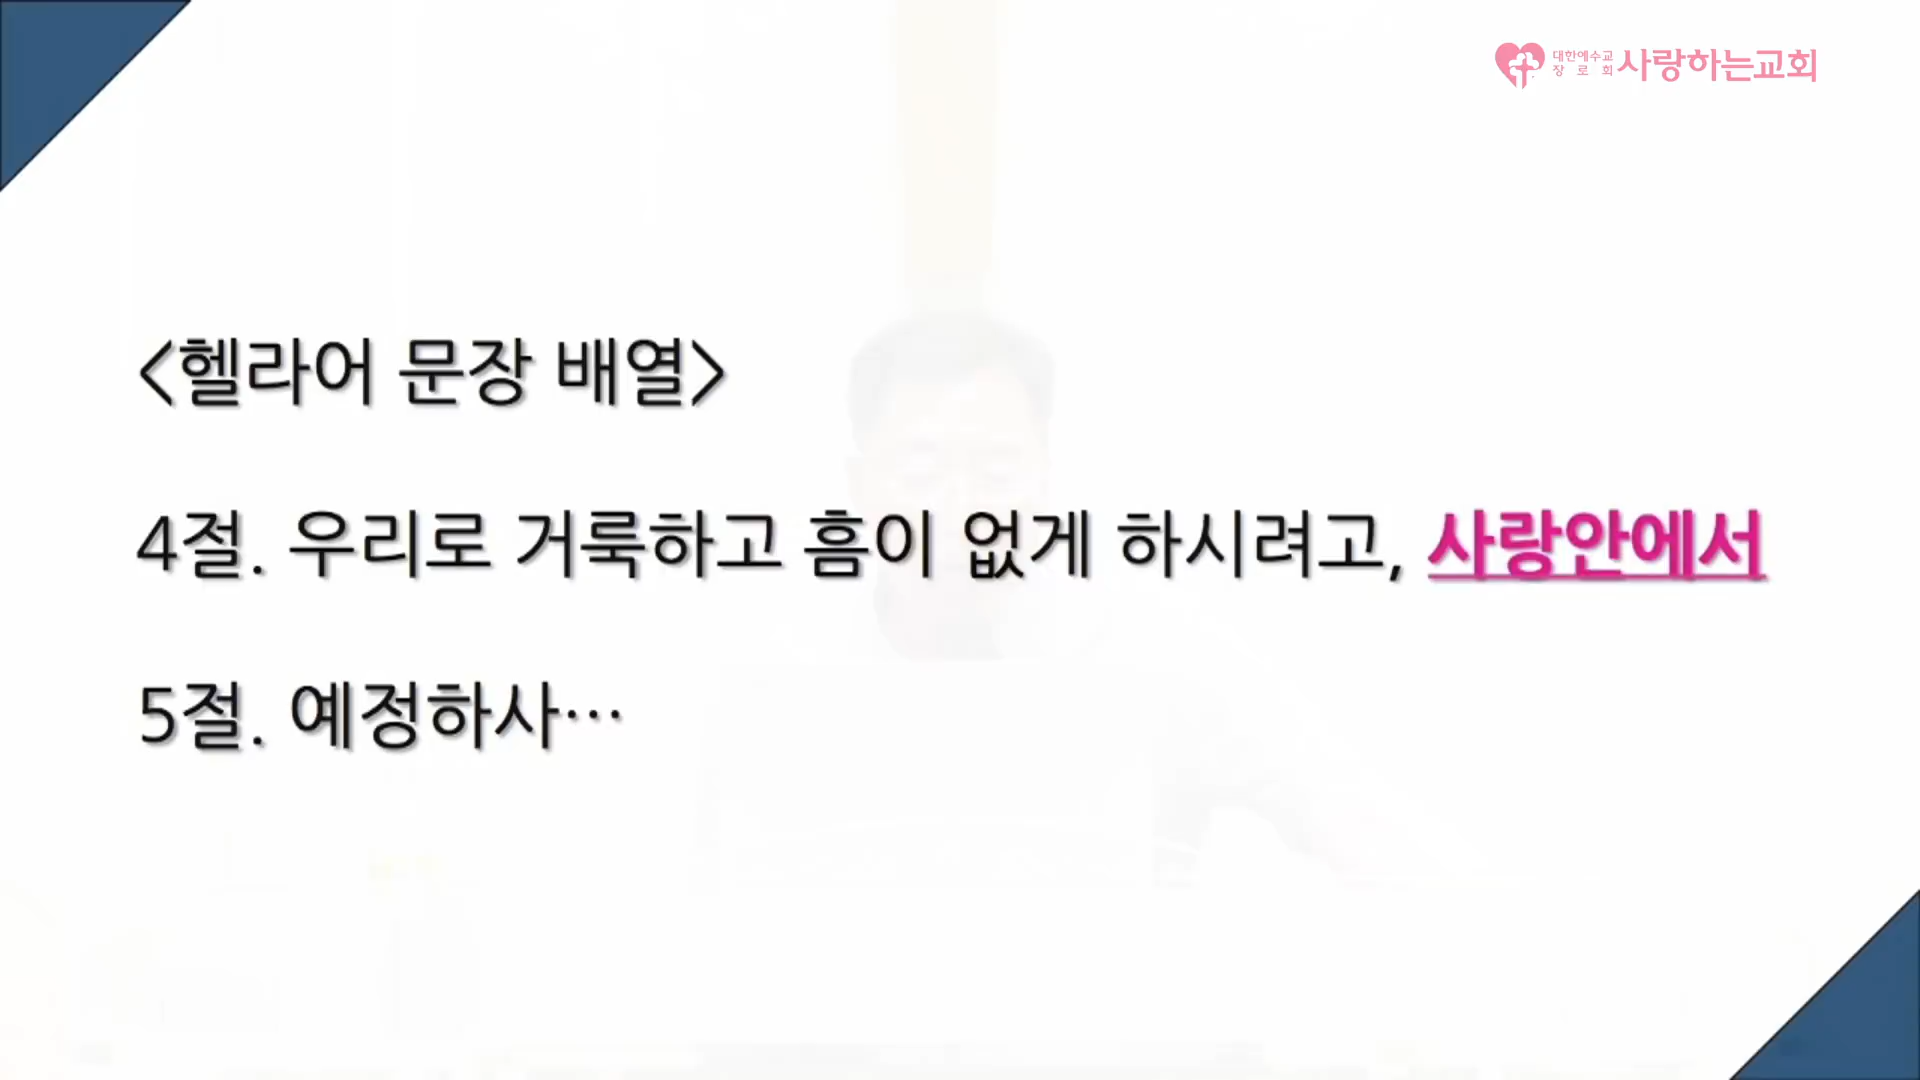 대한예수교
장로회 사랑하는교회
<헬라어 문장 배열>
4절. 우리로 거룩하고 흠이 없게 하시려고, 사랑안에서
5절. 예정하사…